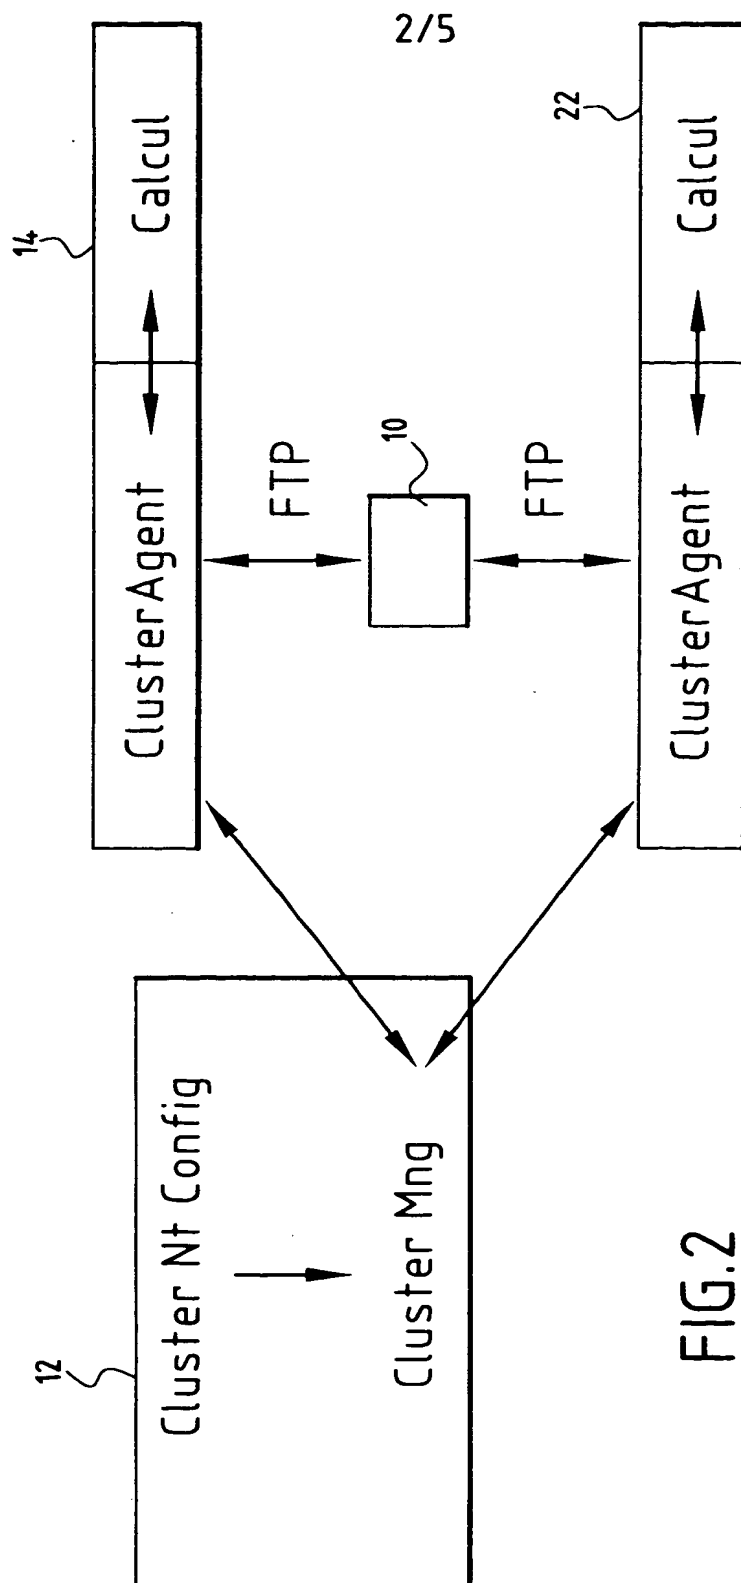 2/5
14
ClusterAgent
Calcul
12
Cluster Nt Config
FTP
10
Cluster Mng
FTP
22
ClusterAgent
Calcul
FIG.2